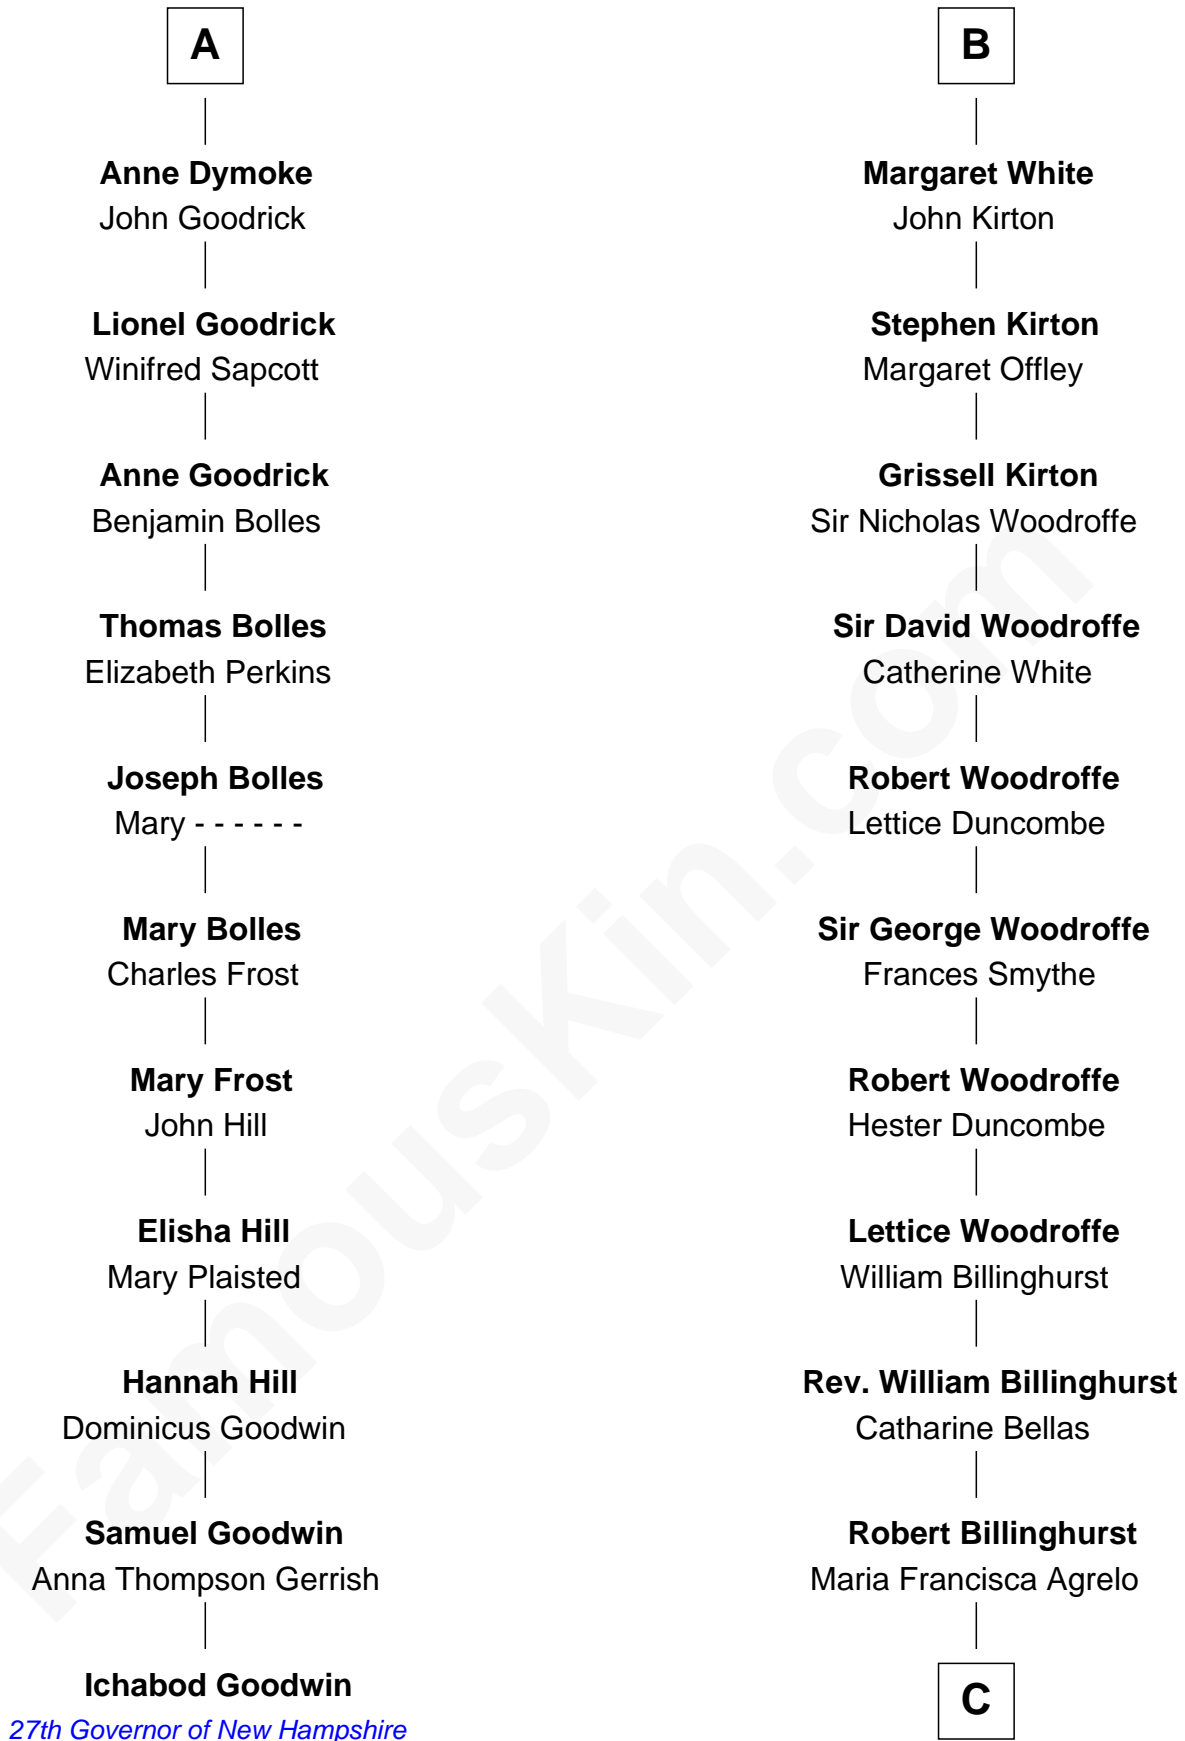 A
Anne Dymoke
John Goodrick
Lionel Goodrick
Winifred Sapcott
Anne Goodrick
Benjamin Bolles
Thomas Bolles
Elizabeth Perkins
Joseph Bolles
Mary - - - - - -
Mary Bolles
Charles Frost
Mary Frost
John Hill
Elisha Hill
Mary Plaisted
Hannah Hill
Dominicus Goodwin
Samuel Goodwin
Anna Thompson Gerrish
Ichabod Goodwin
27th Governor of New Hampshire
B
Margaret White
John Kirton
Stephen Kirton
Margaret Offley
Grissell Kirton
Sir Nicholas Woodroffe
Sir David Woodroffe
Catherine White
Robert Woodroffe
Lettice Duncombe
Sir George Woodroffe
Frances Smythe
Robert Woodroffe
Hester Duncombe
Lettice Woodroffe
William Billinghurst
Rev. William Billinghurst
Catharine Bellas
Robert Billinghurst
Maria Francisca Agrelo
C
FamousKin.com